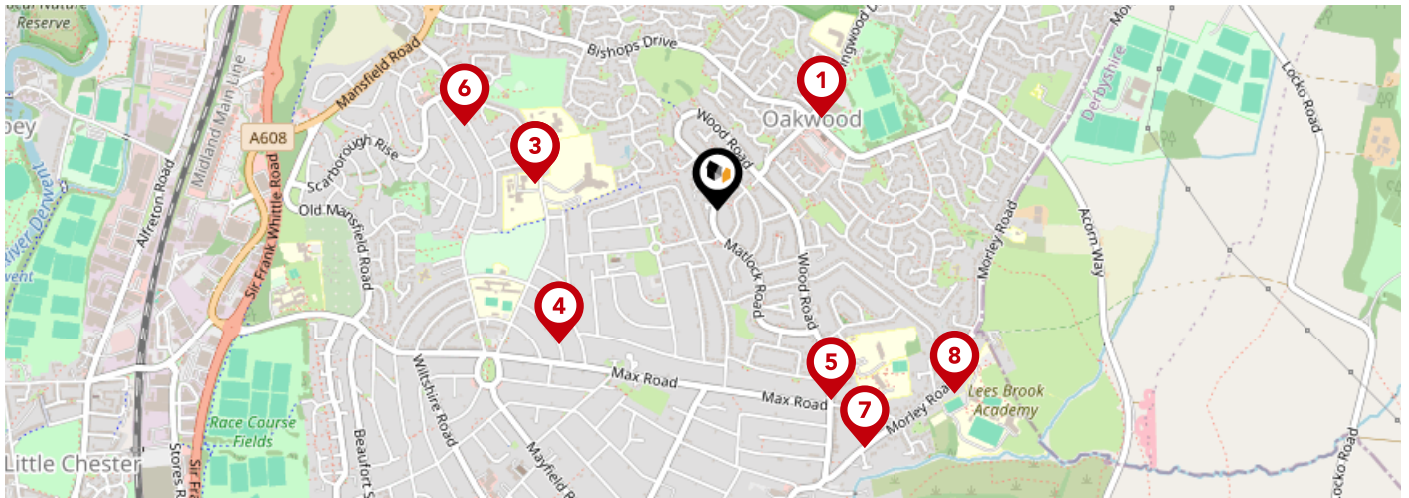 Reserve
Mansfield Road
Bishops Drive
1
Oakwood
6
3
Wood Road
Derbyshire
Locko Road
A608
Midland Main Line
Alfreton Road
Scarborough Rise
Old Mansfield Road
Sir Frank Whittle Road
River Derwent
Matlock Road
Wood Road
Morley Road
Acorn Way
4
5
8
7
Max Road
Max Road
Morley Road
Lees Brook
Academy
Wiltshire Road
Race Course
Fields
Little Chester
Stores R
Sir Fra
Beaufort S
Mayfield R
Locko Road